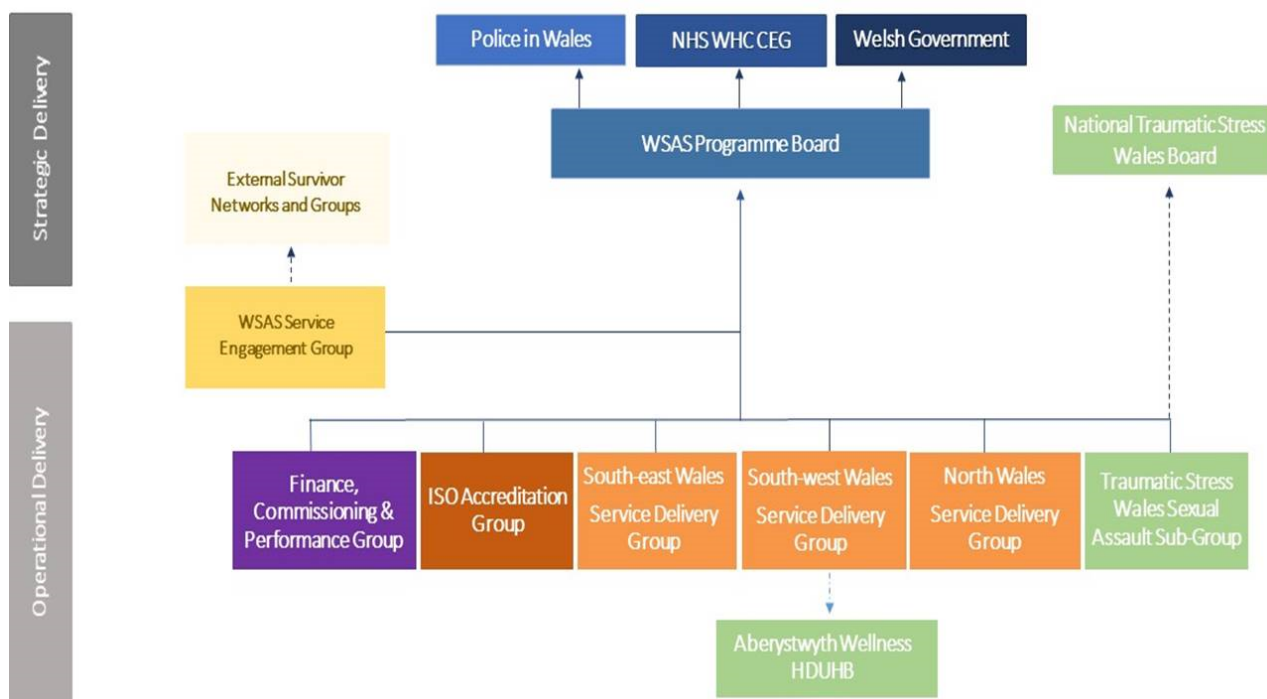 Strategic Delivery
Police in Wales
NHS WHC CEG
Welsh Government
WSAS Programme Board
National Traumatic Stress
Wales Board
External Survivor
Networks and Groups
WSAS Service
Engagement Group
Operational Delivery
Finance,
Commissioning &
Performance Group
ISO Accreditation
Group
South-east Wales
Service Delivery
Group
South-west Wales
Service Delivery
Group
North Wales
Service Delivery
Group
Traumatic Stress
Wales Sexual
Assault Sub-Group
Aberystwyth Wellness
HDUHB